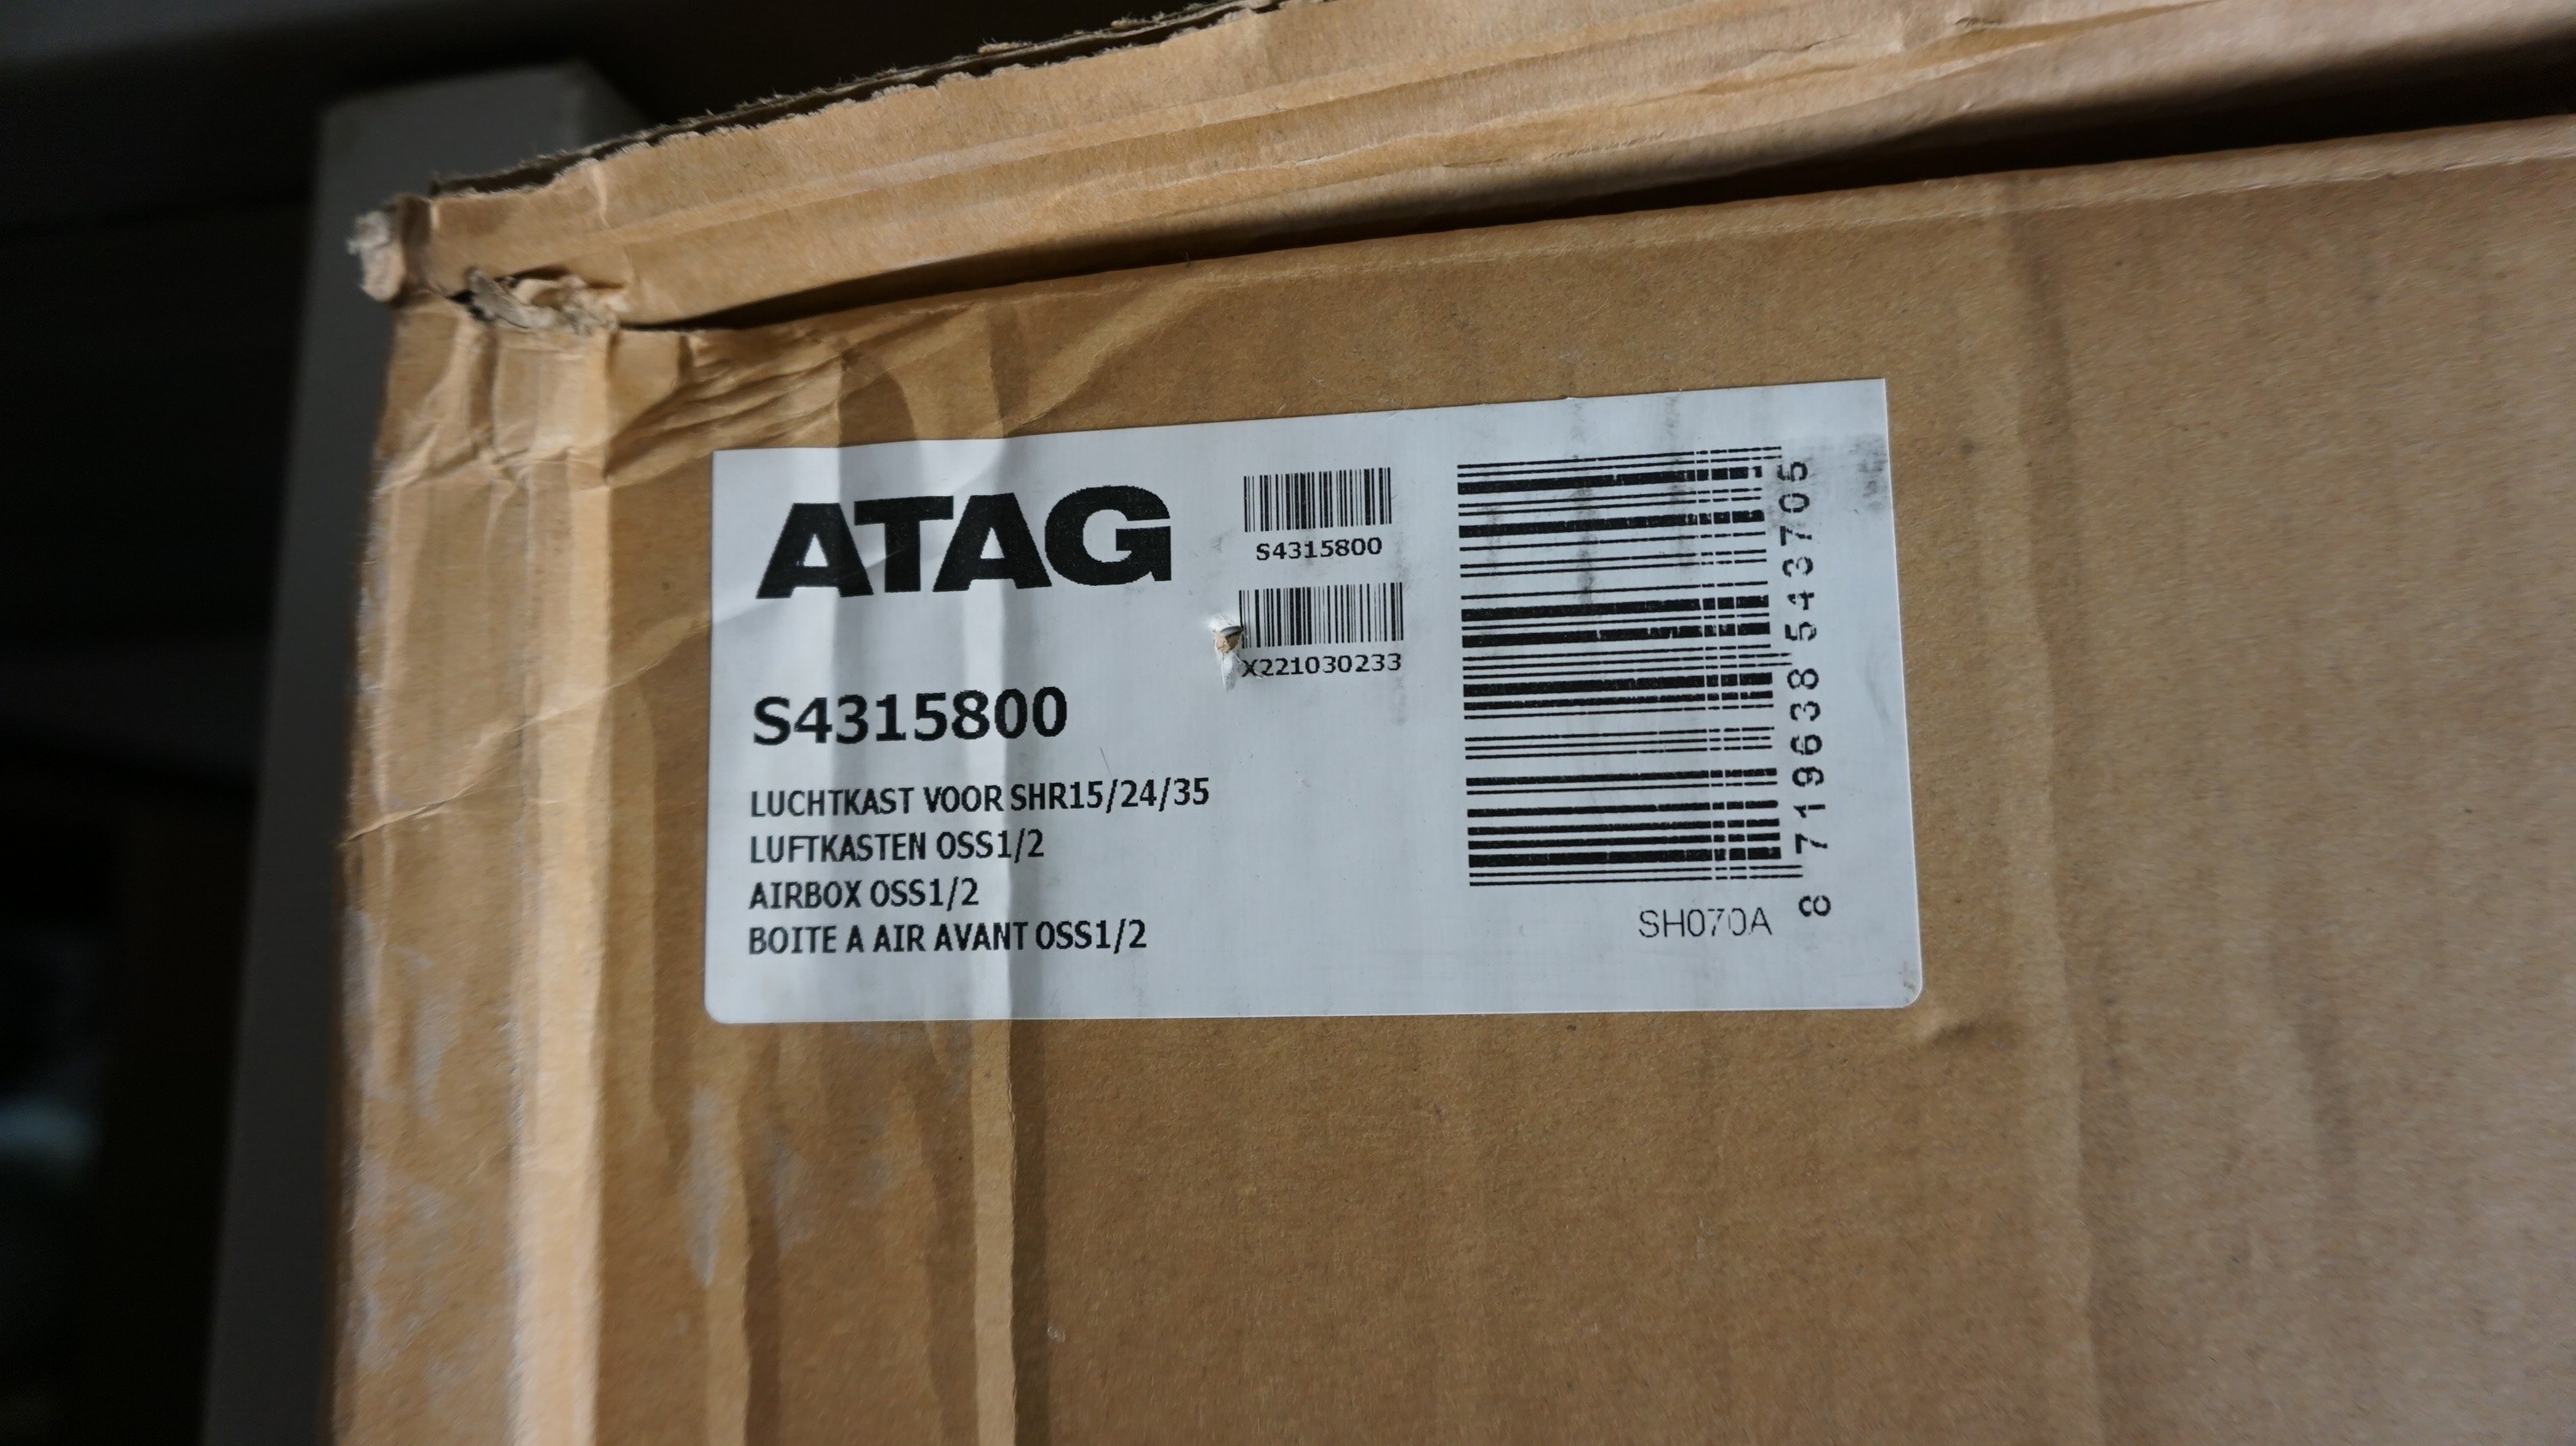 ATAG
S4315800
X221030233
S4315800
LUCHTKAST VOOR SHR15/24/35
LUFTKASTEN OSS1/2
AIRBOX OSS1/2
BOITE A AIR AVANT OSS1/2
8 719638 543705
SH070A